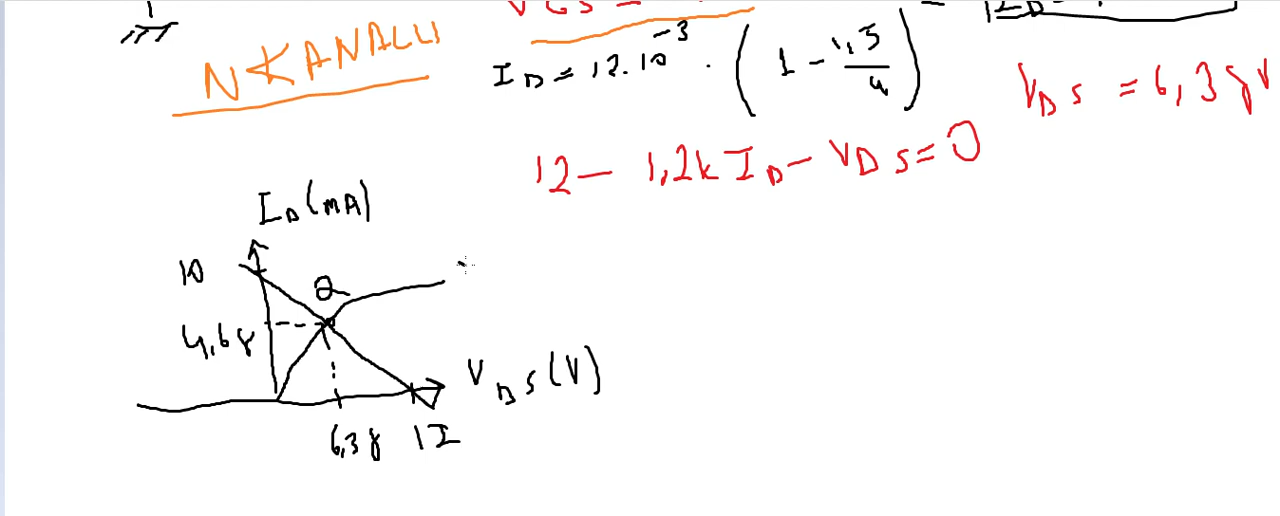 N KANALLI
ID = 12.10^-3 . (1 - 1,5/4)
VDS = 6,38V
12 - 1,2k ID - VDS = 0
ID (mA)
10
Q
4,68
VDS (V)
6,38 12